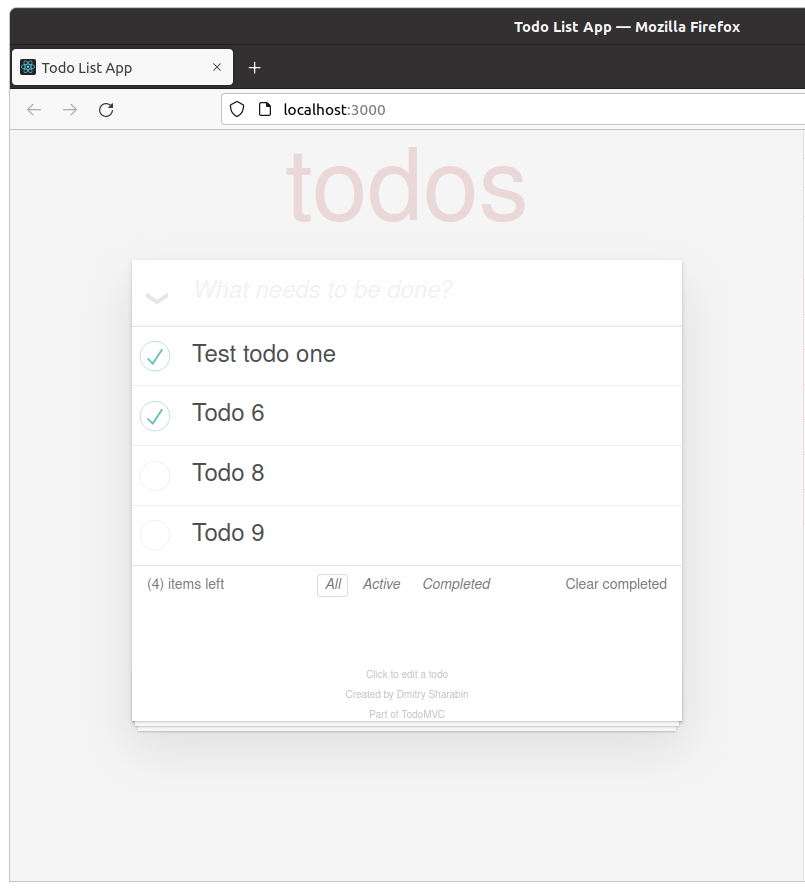 Todo List App — Mozilla Firefox
Todo List App
localhost:3000
todos
What needs to be done?
Test todo one
Todo 6
Todo 8
Todo 9
(4) items left All Active Completed Clear completed
Click to edit a todo
Created by Dmitry Sharabin
Part of TodoMVC